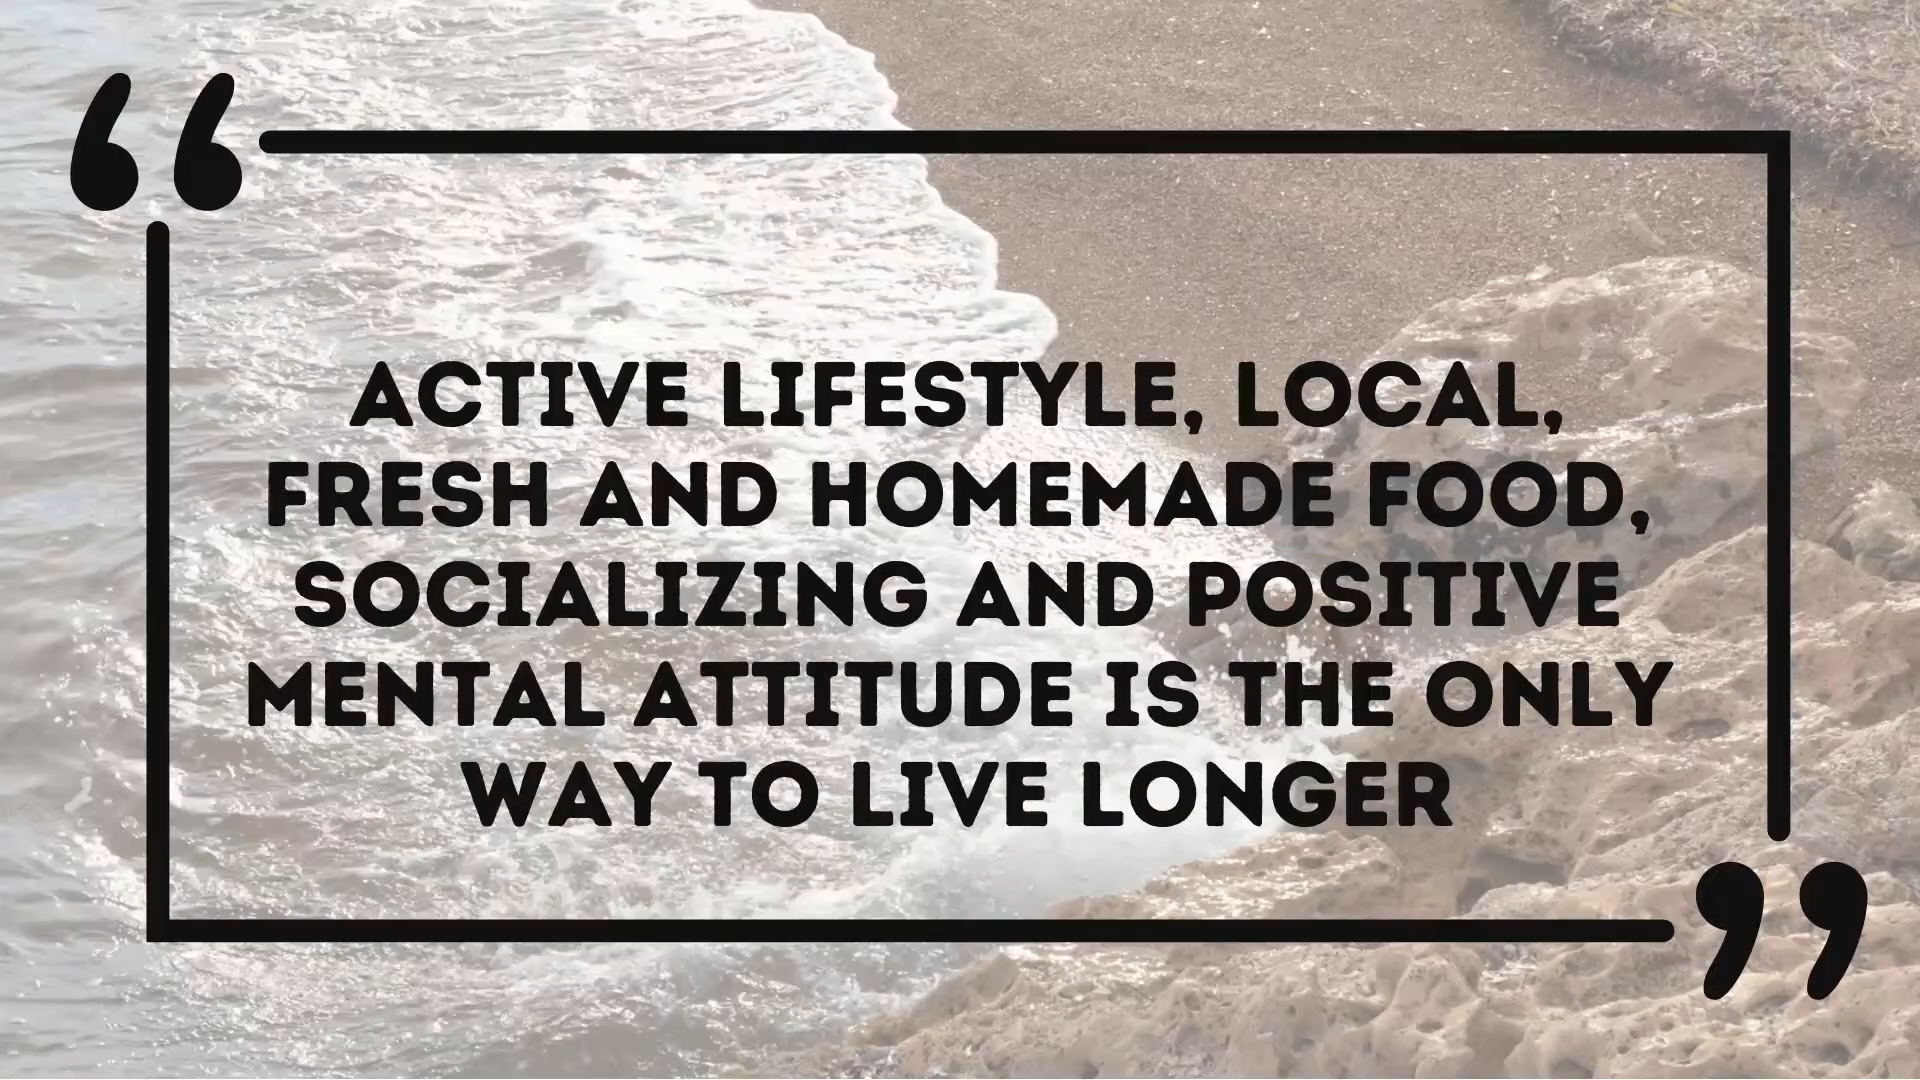 “
ACTIVE LIFESTYLE, LOCAL,
FRESH AND HOMEMADE FOOD,
SOCIALIZING AND POSITIVE
MENTAL ATTITUDE IS THE ONLY
WAY TO LIVE LONGER
”